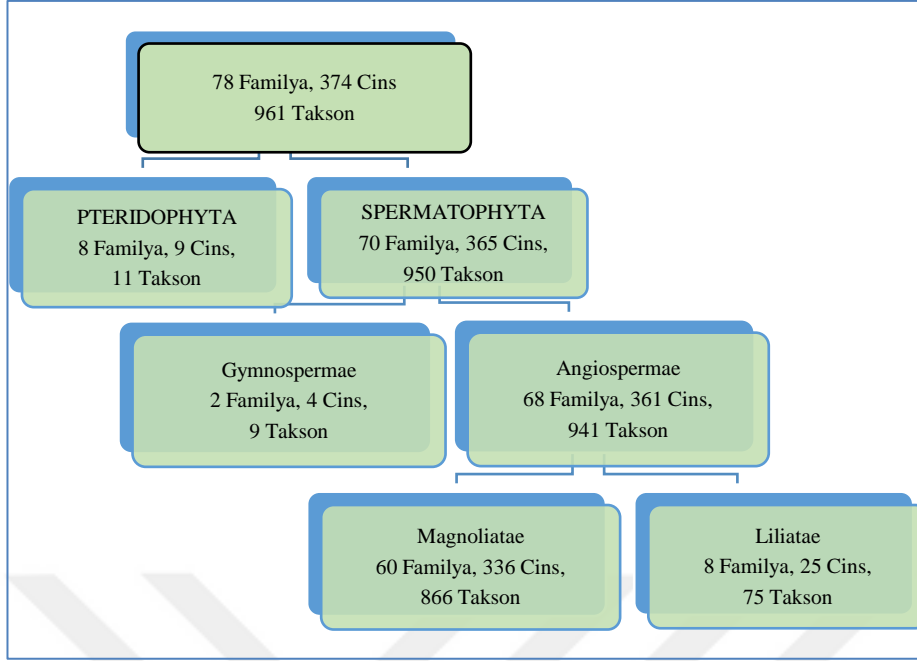 78 Familya, 374 Cins
961 Takson
PTERIDOPHYTA
8 Familya, 9 Cins,
11 Takson
SPERMATOPHYTA
70 Familya, 365 Cins,
950 Takson
Gymnospermae
2 Familya, 4 Cins,
9 Takson
Angiospermae
68 Familya, 361 Cins,
941 Takson
Magnoliatae
60 Familya, 336 Cins,
866 Takson
Liliatae
8 Familya, 25 Cins,
75 Takson